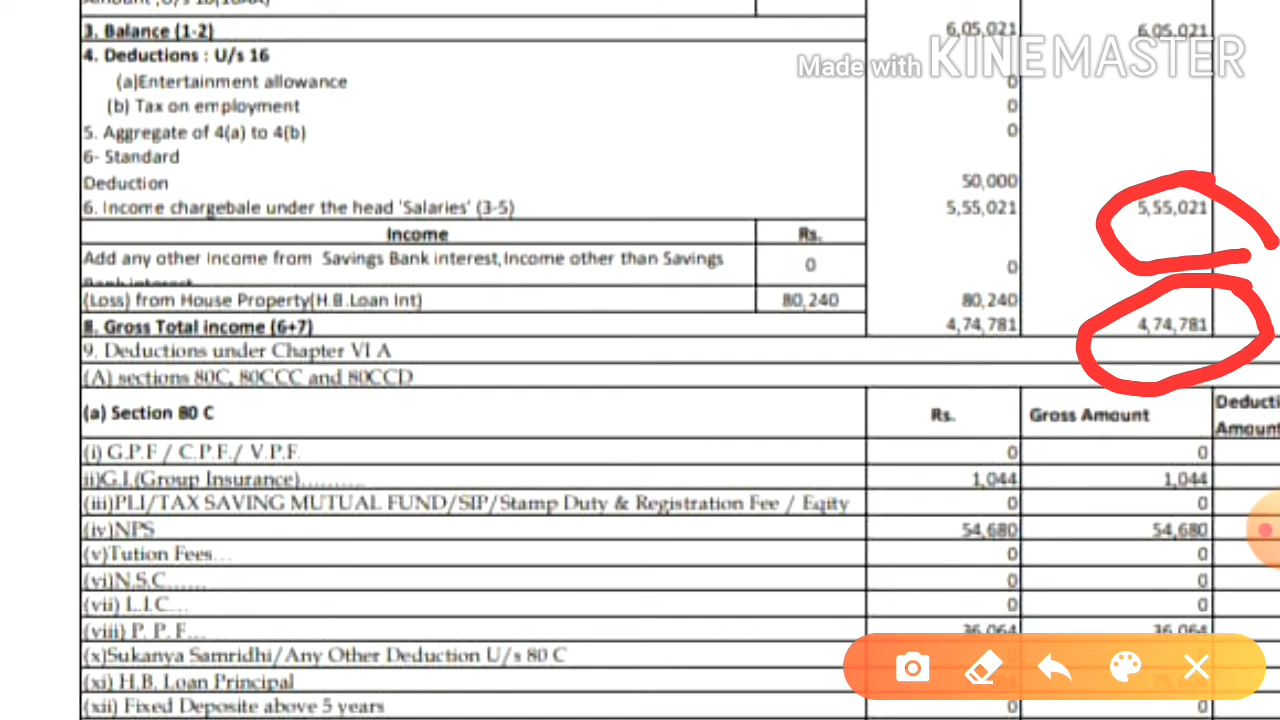 3. Balance (1-2) 6,05,021 6,05,021
Made with KINEMASTER
4. Deductions : U/s 16
(a)Entertainment allowance 0
(b) Tax on employment 0
5. Aggregate of 4(a) to 4(b) 0
6- Standard
Deduction 50,000
6. Income chargebale under the head 'Salaries' (3-5) 5,55,021 5,55,021
Income Rs.
Add any other Income from Savings Bank interest,Income other than Savings 0 0
(Loss) from House Property(H.B.Loan Int) 80,240 80,240
8. Gross Total income (6+7) 4,74,781 4,74,781
9. Deductions under Chapter VI A
(A) sections 80C, 80CCC and 80CCD
(a) Section 80 C Rs. Gross Amount
(i) G.P.F / C.P.F./ V.P.F. 0 0
ii)G.I.(Group Insurance).......... 1,044 1,044
(iii)PLI/TAX SAVING MUTUAL FUND/SIP/Stamp Duty & Registration Fee / Eqity 0 0
(iv)NPS 54,680 54,680
(v)Tution Fees... 0 0
(vi)N.S.C...... 0 0
(vii) L.I.C... 0 0
(viii) P. P. F... 36,064 36,064
(x)Sukanya Samridhi/Any Other Deduction U/s 80 C
(xi) H.B. Loan Principal
(xii) Fixed Deposite above 5 years 0 0